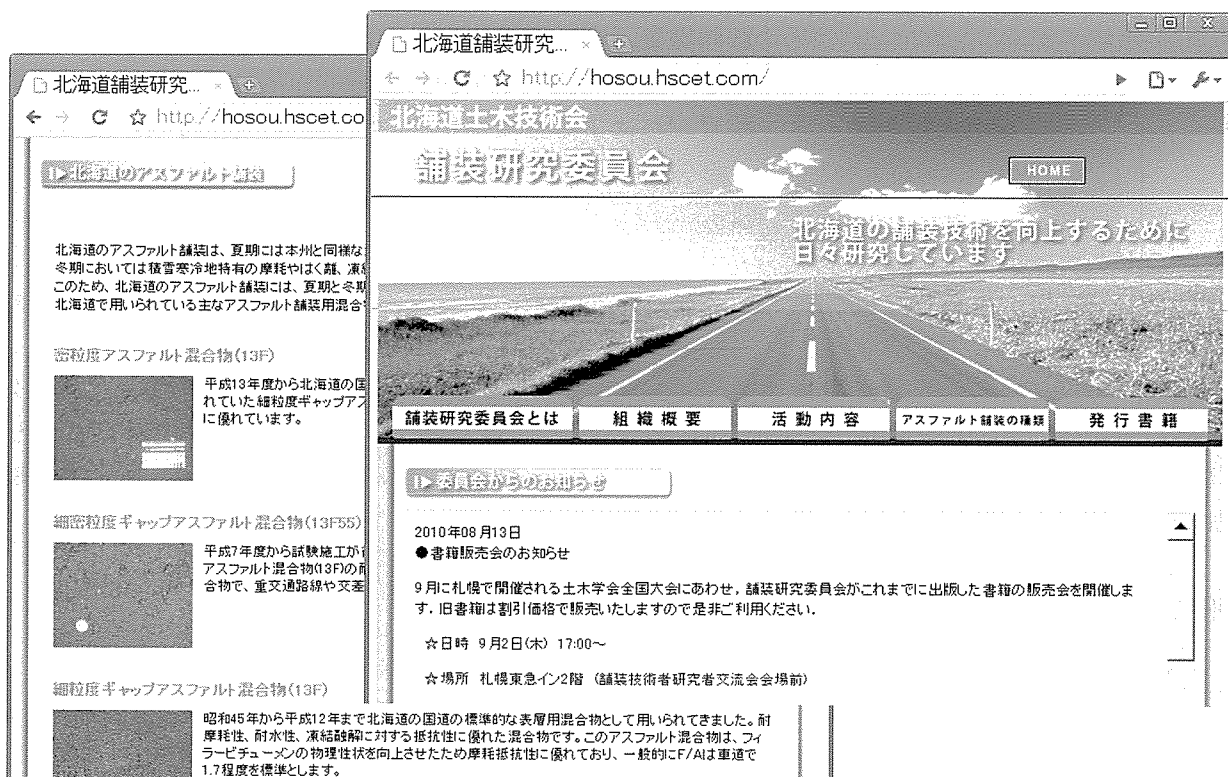 北海道舗装研究...
http://hosou.hscet.com/
北海道土木技術会
舗装研究委員会
HOME
北海道の舗装技術を向上するために
日々研究しています
舗装研究委員会とは
組織概要
活動内容
アスファルト舗装の種類
発行書籍
委員会からのお知らせ
2010年08月13日
●書籍販売会のお知らせ
9月に札幌で開催される土木学会全国大会にあわせ，舗装研究委員会がこれまでに出版した書籍の販売会を開催しま
す．旧書籍は割引価格で販売いたしますので是非ご利用ください．
☆日時 9月2日(木) 17:00～
☆場所 札幌東急イン2階 (舗装技術者研究者交流会会場前)
北海道舗装研究...
http://hosou.hscet.co
北海道のアスファルト舗装
北海道のアスファルト舗装は、夏期には本州と同様な
冬期においては積雪寒冷地特有の摩耗やはく離、凍
このため、北海道のアスファルト舗装には、夏期と冬期
北海道で用いられている主なアスファルト舗装用混合
密粒度アスファルト混合物(13F)
平成13年度から北海道の国
れていた細粒度ギャップアス
に優れています。
細密粒度ギャップアスファルト混合物(13F55)
平成7年度から試験施工が
アスファルト混合物(13F)の耐
合物で、重交通路線や交差
細粒度ギャップアスファルト混合物(13F)
昭和45年から平成12年まで北海道の国道の標準的な表層用混合物として用いられてきました。耐
摩耗性、耐水性、凍結融解に対する抵抗性に優れた混合物です。このアスファルト混合物は、フィ
ラービチューメンの物理性状を向上させたため摩耗抵抗性に優れており、一般的にF/Aは車道で
1.7程度を標準とします。